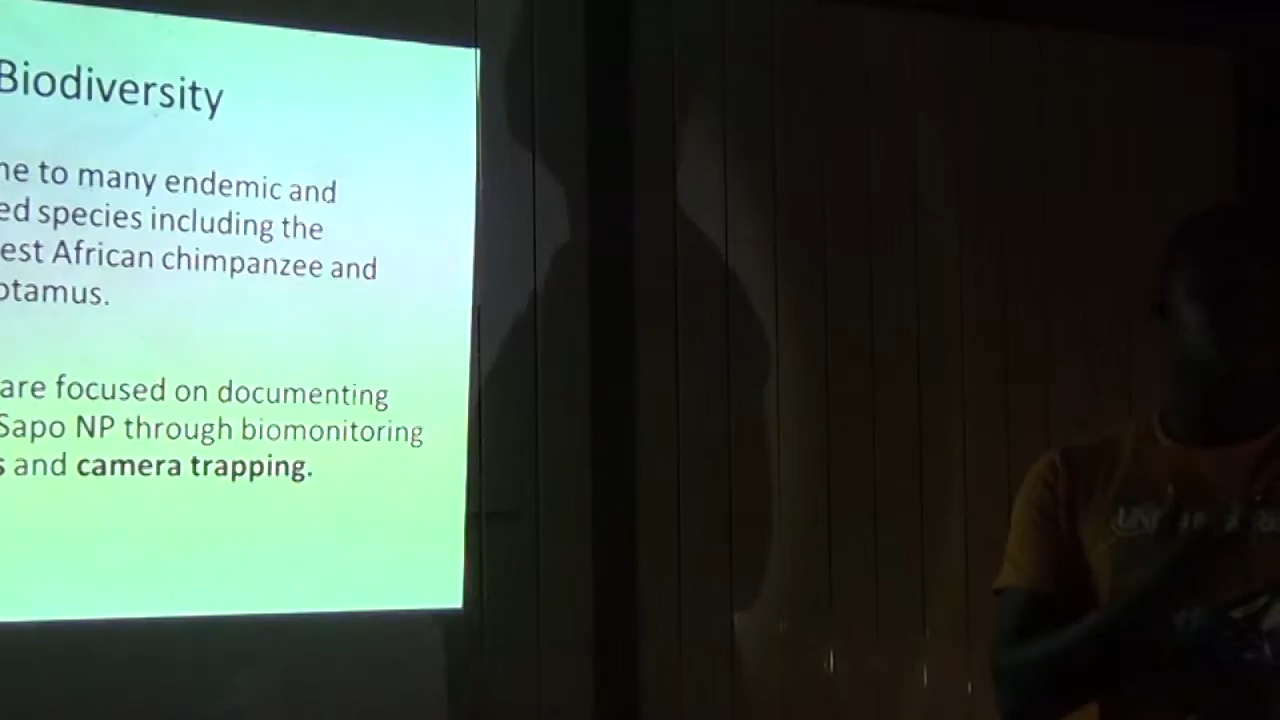 Biodiversity
me to many endemic and
ed species including the
est African chimpanzee and
otamus.
are focused on documenting
Sapo NP through biomonitoring
s and camera trapping.